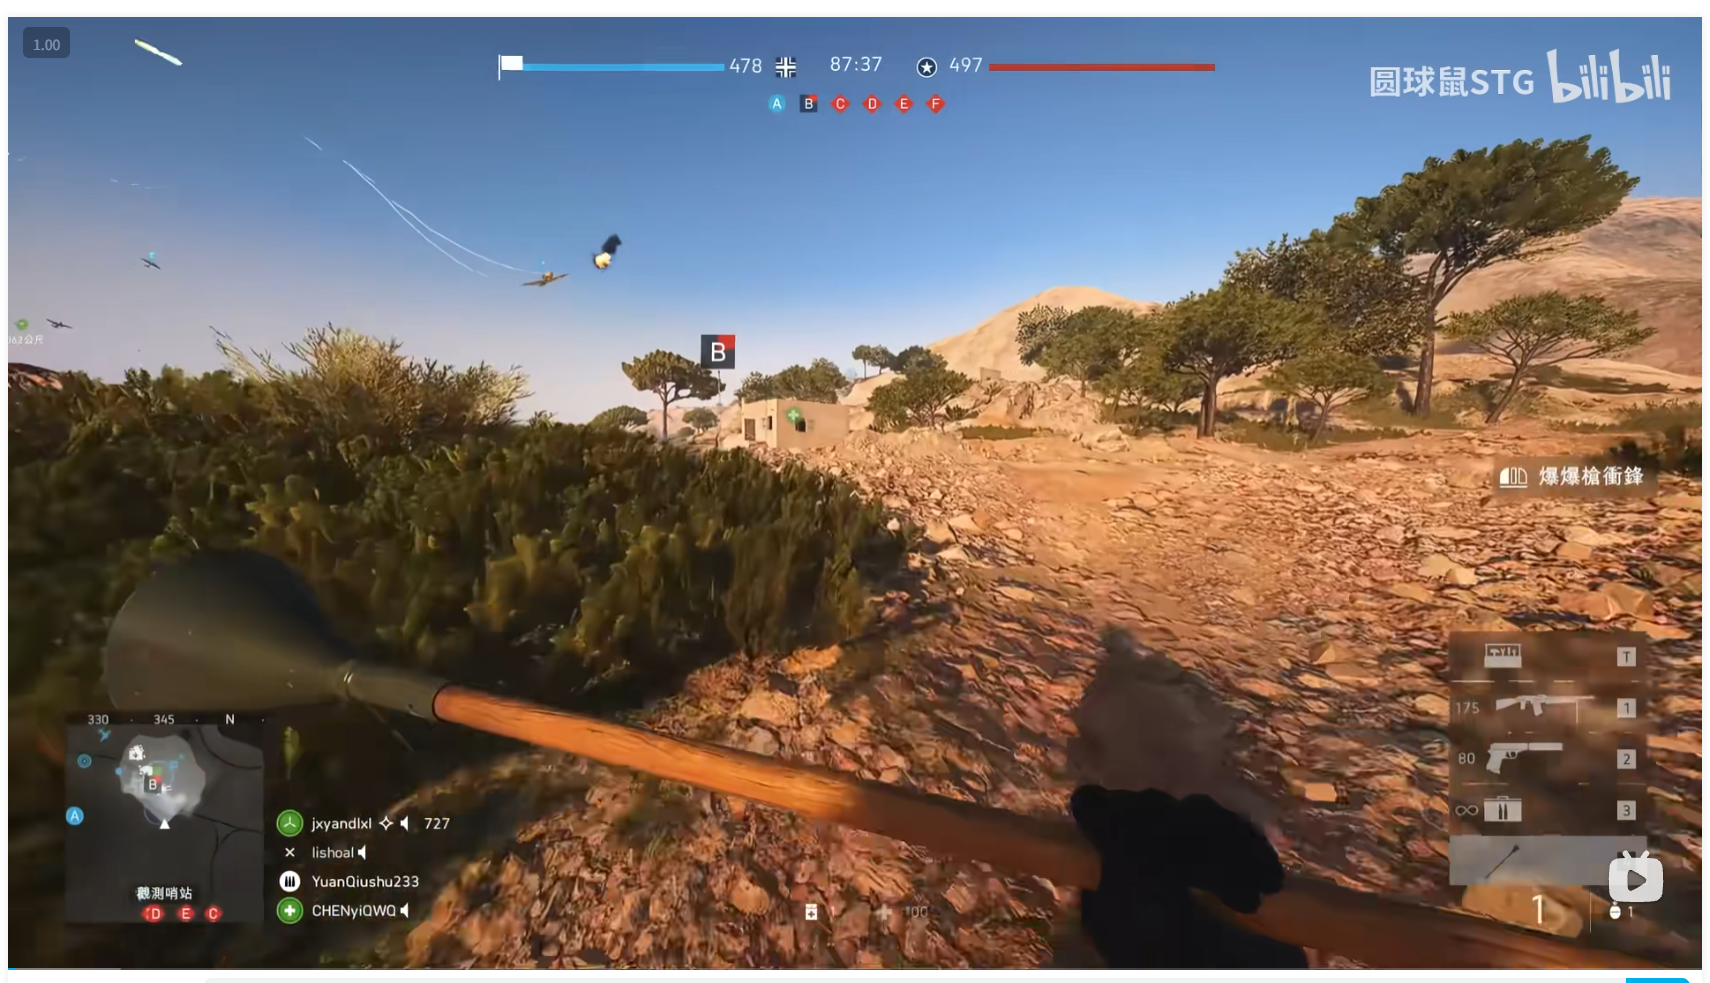 1.00
478 87:37 497
A B C D E F
圆球鼠STG bilibili
B
爆爆槍衝鋒
T
175 1
80 2
∞ 3
1 1
330 · 345 · N ·
B
A
觀測哨站
D E C
jxyandlxl 727
lishoal
YuanQiushu233
CHENyiQWQ
1 100